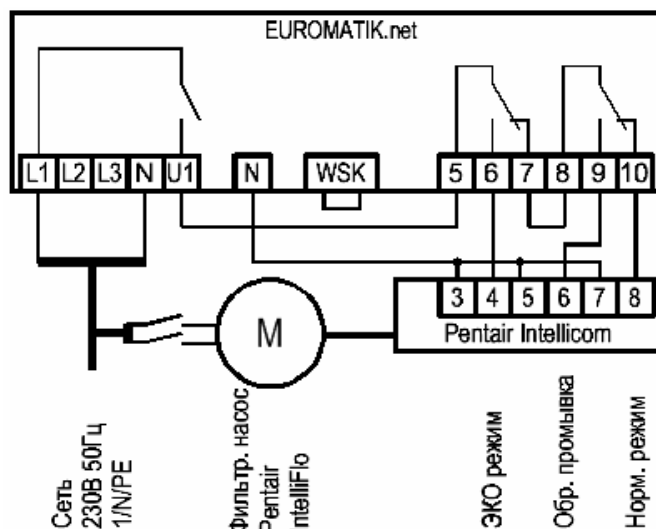 EUROMATIK.net
L1 L2 L3 N U1 N WSK 5 6 7 8 9 10
3 4 5 6 7 8
M
Pentair Intellicom
Сеть
230В 50Гц
1/N/PE
Фильтр. насос
Pentair
IntelliFlo
ЭКО режим
Обр. промывка
Норм. режим